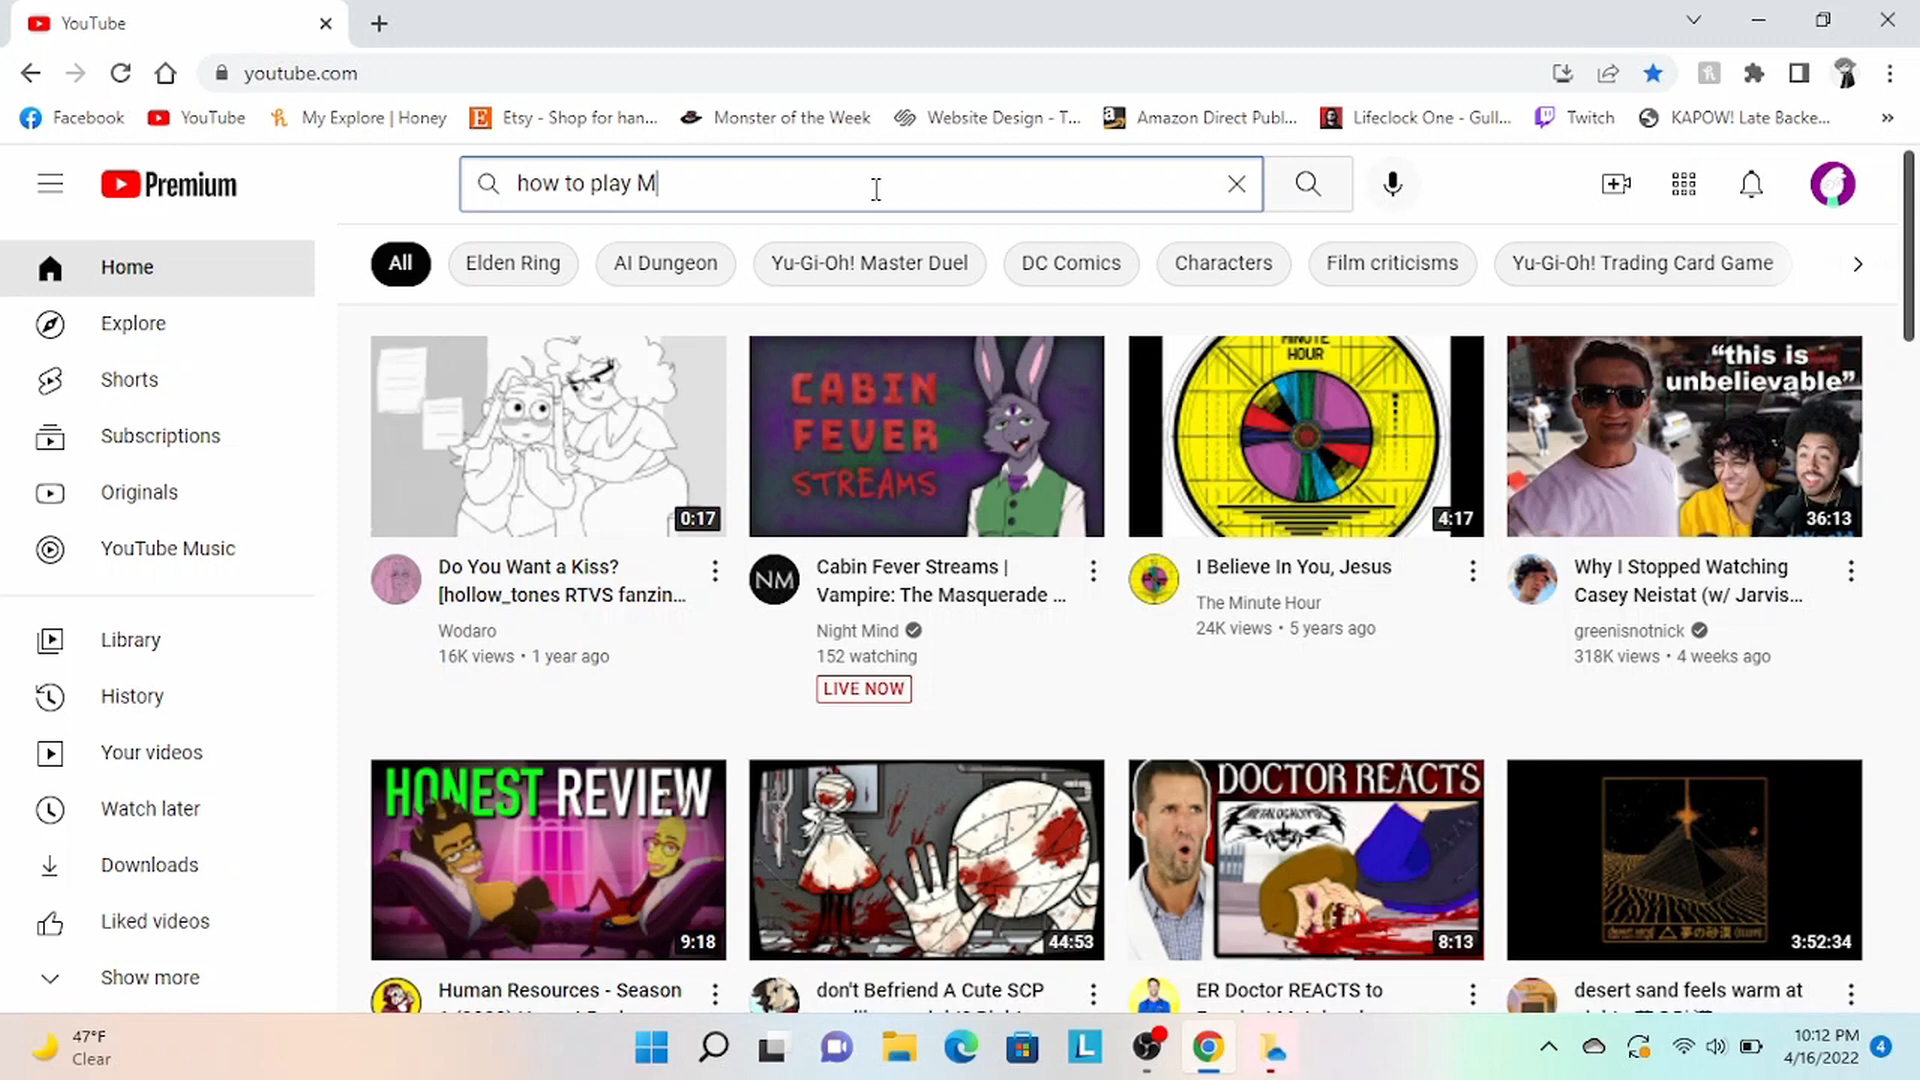 YouTube
youtube.com
Facebook
YouTube
My Explore | Honey
Etsy - Shop for han...
Monster of the Week
Website Design - T...
Amazon Direct Publ...
Lifeclock One - Gull...
Twitch
KAPOW! Late Backe...
»
Premium
how to play M
Home
Explore
Shorts
Subscriptions
Originals
YouTube Music
Library
History
Your videos
Watch later
Downloads
Liked videos
Show more
All
Elden Ring
AI Dungeon
Yu-Gi-Oh! Master Duel
DC Comics
Characters
Film criticisms
Yu-Gi-Oh! Trading Card Game
0:17
Do You Want a Kiss?
[hollow_tones RTVS fanzin...
Wodaro
16K views • 1 year ago
CABIN
FEVER
STREAMS
NM
Cabin Fever Streams |
Vampire: The Masquerade ...
Night Mind
152 watching
LIVE NOW
MINUTE
HOUR
4:17
I Believe In You, Jesus
The Minute Hour
24K views • 5 years ago
“this is
unbelievable”
36:13
Why I Stopped Watching
Casey Neistat (w/ Jarvis...
greenisnotnick
318K views • 4 weeks ago
HONEST REVIEW
9:18
Human Resources - Season
44:53
don't Befriend A Cute SCP
DOCTOR REACTS
METALOCALYPSE
8:13
ER Doctor REACTS to
3:52:34
desert sand feels warm at
47°F
Clear
10:12 PM
4/16/2022
4